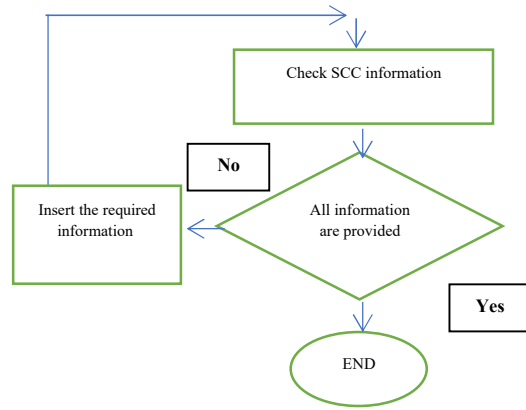 Check SCC information
No
Insert the required
information
All information
are provided
Yes
END